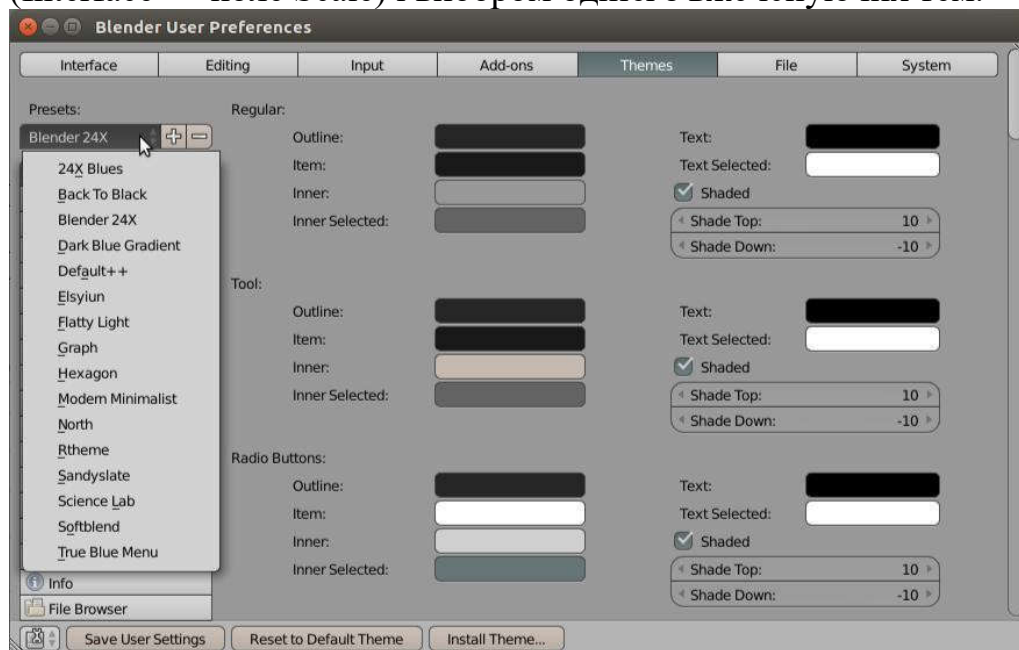 Blender User Preferences
Interface Editing Input Add-ons Themes File System
Presets:
Blender 24X
24X Blues
Back To Black
Blender 24X
Dark Blue Gradient
Default++
Elsyiun
Flatty Light
Graph
Hexagon
Modern Minimalist
North
Rtheme
Sandyslate
Science Lab
Softblend
True Blue Menu
Info
File Browser
Regular:
Outline:
Item:
Inner:
Inner Selected:
Text:
Text Selected:
Shaded
Shade Top: 10
Shade Down: -10
Tool:
Outline:
Item:
Inner:
Inner Selected:
Text:
Text Selected:
Shaded
Shade Top: 10
Shade Down: -10
Radio Buttons:
Outline:
Item:
Inner:
Inner Selected:
Text:
Text Selected:
Shaded
Shade Top: 10
Shade Down: -10
Save User Settings Reset to Default Theme Install Theme...